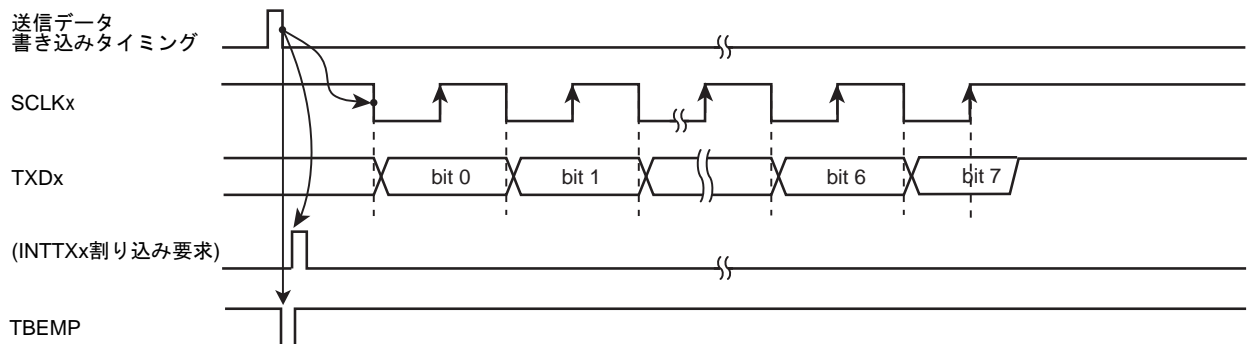 送信データ
書き込みタイミング
SCLKx
TXDx
bit 0
bit 1
bit 6
bit 7
(INTTXx割り込み要求)
TBEMP